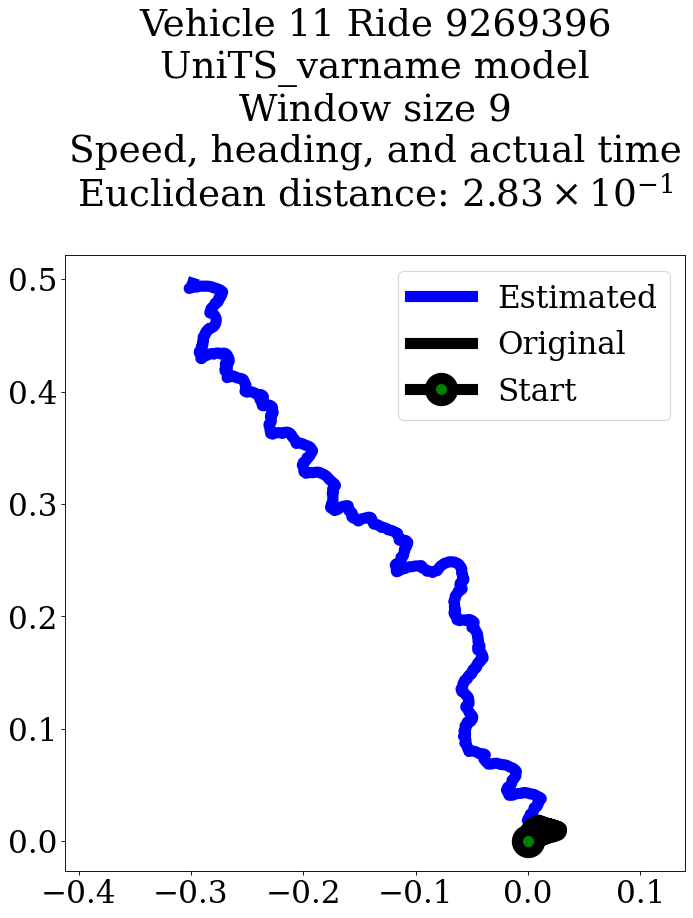 Vehicle 11 Ride 9269396
UniTS_varname model
Window size 9
Speed, heading, and actual time
Euclidean distance: 2.83 × 10⁻¹
0.5
0.4
0.3
0.2
0.1
0.0
−0.4
−0.3
−0.2
−0.1
0.0
0.1
Estimated
Original
Start